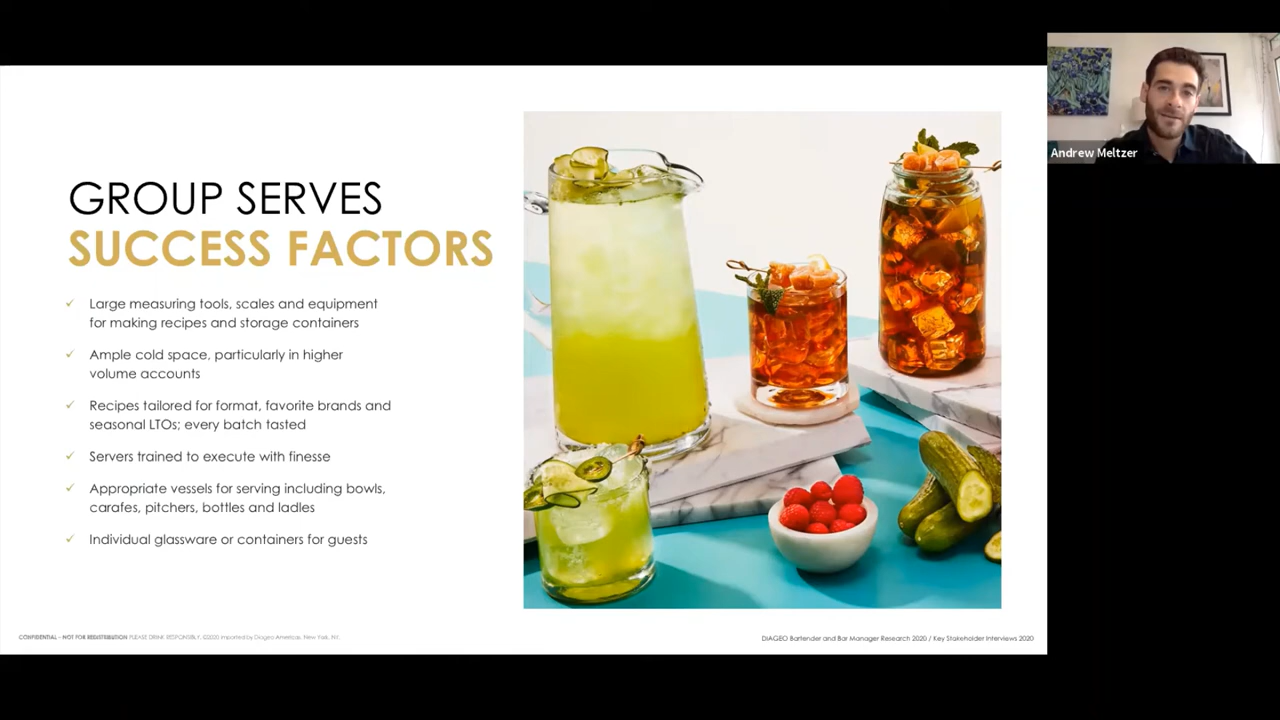 GROUP SERVES
SUCCESS FACTORS
✓ Large measuring tools, scales and equipment
for making recipes and storage containers
✓ Ample cold space, particularly in higher
volume accounts
✓ Recipes tailored for format, favorite brands and
seasonal LTOs; every batch tasted
✓ Servers trained to execute with finesse
✓ Appropriate vessels for serving including bowls,
carafes, pitchers, bottles and ladles
✓ Individual glassware or containers for guests
CONFIDENTIAL – NOT FOR REDISTRIBUTION PLEASE DRINK RESPONSIBLY. ©2020 Imported by Diageo Americas, New York, NY.
DIAGEO Bartender and Bar Manager Research 2020 / Key Stakeholder Interviews 2020
Andrew Meltzer